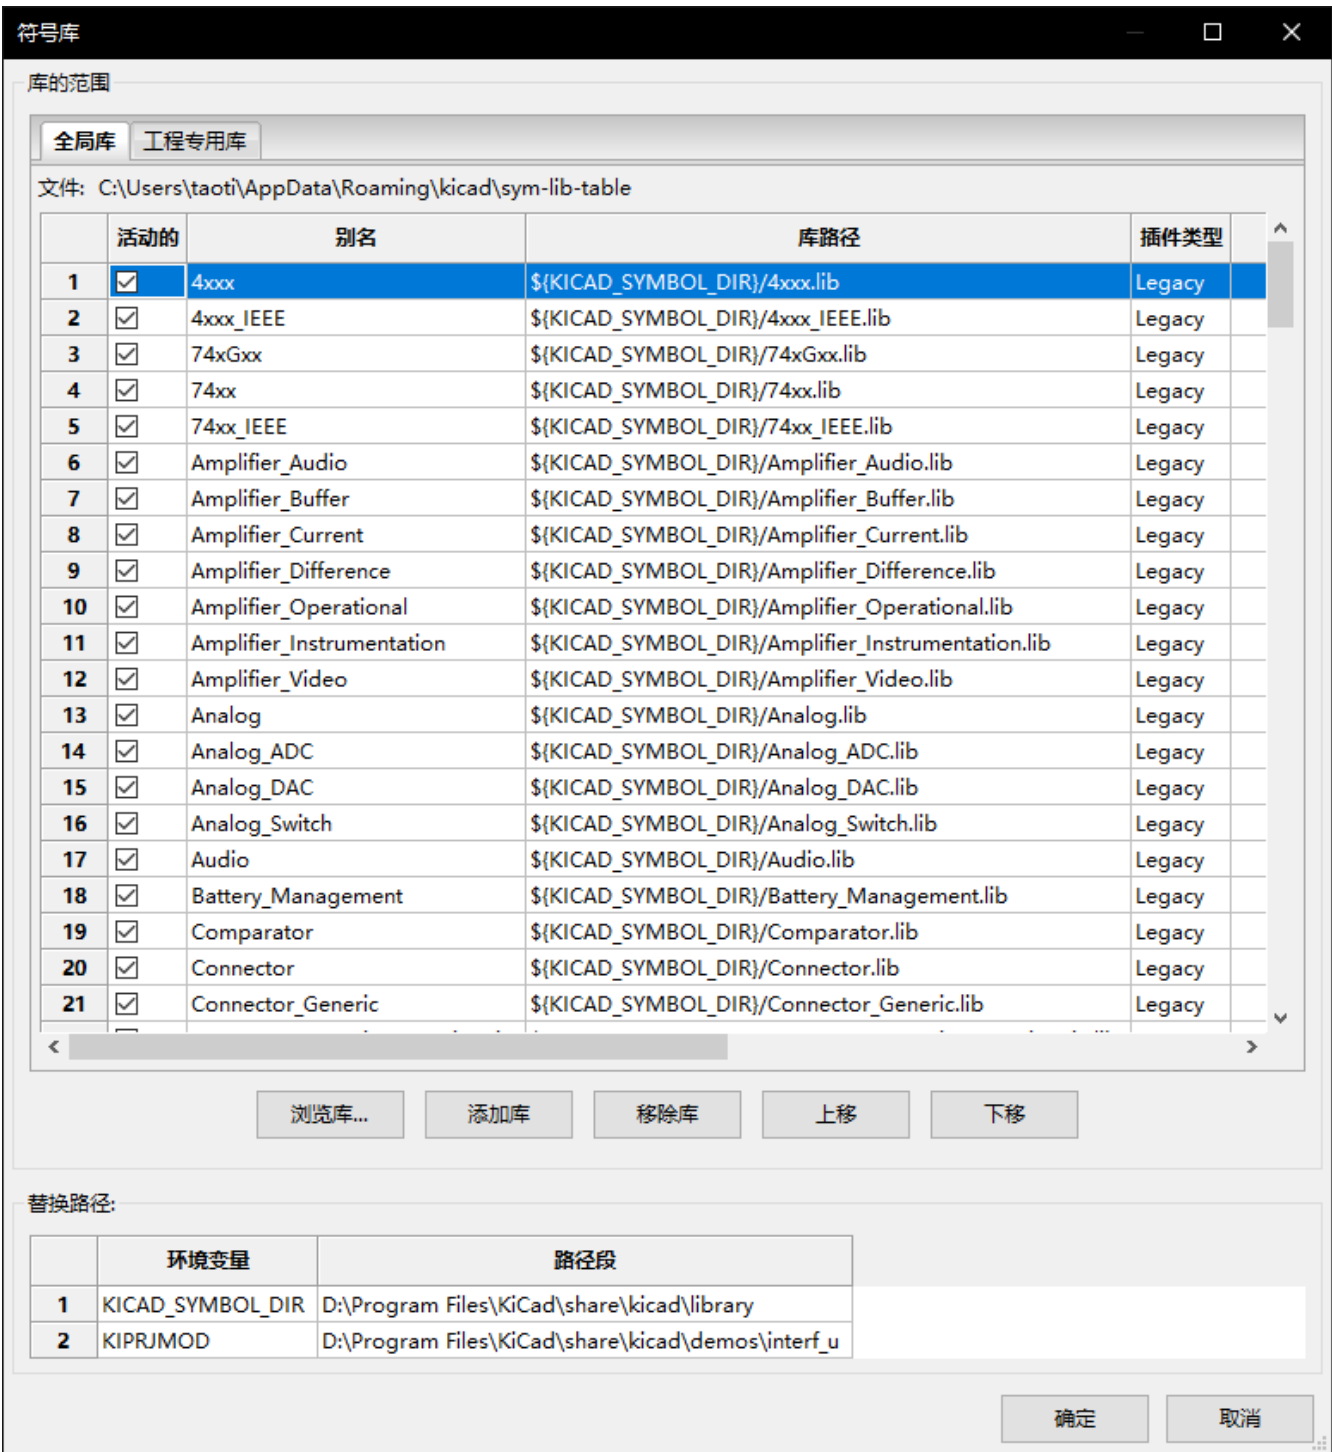 符号库
库的范围
全局库 工程专用库
文件: C:\Users\taoti\AppData\Roaming\kicad\sym-lib-table
活动的 别名 库路径 插件类型
1 4xxx ${KICAD_SYMBOL_DIR}/4xxx.lib Legacy
2 4xxx_IEEE ${KICAD_SYMBOL_DIR}/4xxx_IEEE.lib Legacy
3 74xGxx ${KICAD_SYMBOL_DIR}/74xGxx.lib Legacy
4 74xx ${KICAD_SYMBOL_DIR}/74xx.lib Legacy
5 74xx_IEEE ${KICAD_SYMBOL_DIR}/74xx_IEEE.lib Legacy
6 Amplifier_Audio ${KICAD_SYMBOL_DIR}/Amplifier_Audio.lib Legacy
7 Amplifier_Buffer ${KICAD_SYMBOL_DIR}/Amplifier_Buffer.lib Legacy
8 Amplifier_Current ${KICAD_SYMBOL_DIR}/Amplifier_Current.lib Legacy
9 Amplifier_Difference ${KICAD_SYMBOL_DIR}/Amplifier_Difference.lib Legacy
10 Amplifier_Operational ${KICAD_SYMBOL_DIR}/Amplifier_Operational.lib Legacy
11 Amplifier_Instrumentation ${KICAD_SYMBOL_DIR}/Amplifier_Instrumentation.lib Legacy
12 Amplifier_Video ${KICAD_SYMBOL_DIR}/Amplifier_Video.lib Legacy
13 Analog ${KICAD_SYMBOL_DIR}/Analog.lib Legacy
14 Analog_ADC ${KICAD_SYMBOL_DIR}/Analog_ADC.lib Legacy
15 Analog_DAC ${KICAD_SYMBOL_DIR}/Analog_DAC.lib Legacy
16 Analog_Switch ${KICAD_SYMBOL_DIR}/Analog_Switch.lib Legacy
17 Audio ${KICAD_SYMBOL_DIR}/Audio.lib Legacy
18 Battery_Management ${KICAD_SYMBOL_DIR}/Battery_Management.lib Legacy
19 Comparator ${KICAD_SYMBOL_DIR}/Comparator.lib Legacy
20 Connector ${KICAD_SYMBOL_DIR}/Connector.lib Legacy
21 Connector_Generic ${KICAD_SYMBOL_DIR}/Connector_Generic.lib Legacy
浏览库... 添加库 移除库 上移 下移
替换路径:
环境变量 路径段
1 KICAD_SYMBOL_DIR D:\Program Files\KiCad\share\kicad\library
2 KIPRJMOD D:\Program Files\KiCad\share\kicad\demos\interf_u
确定 取消